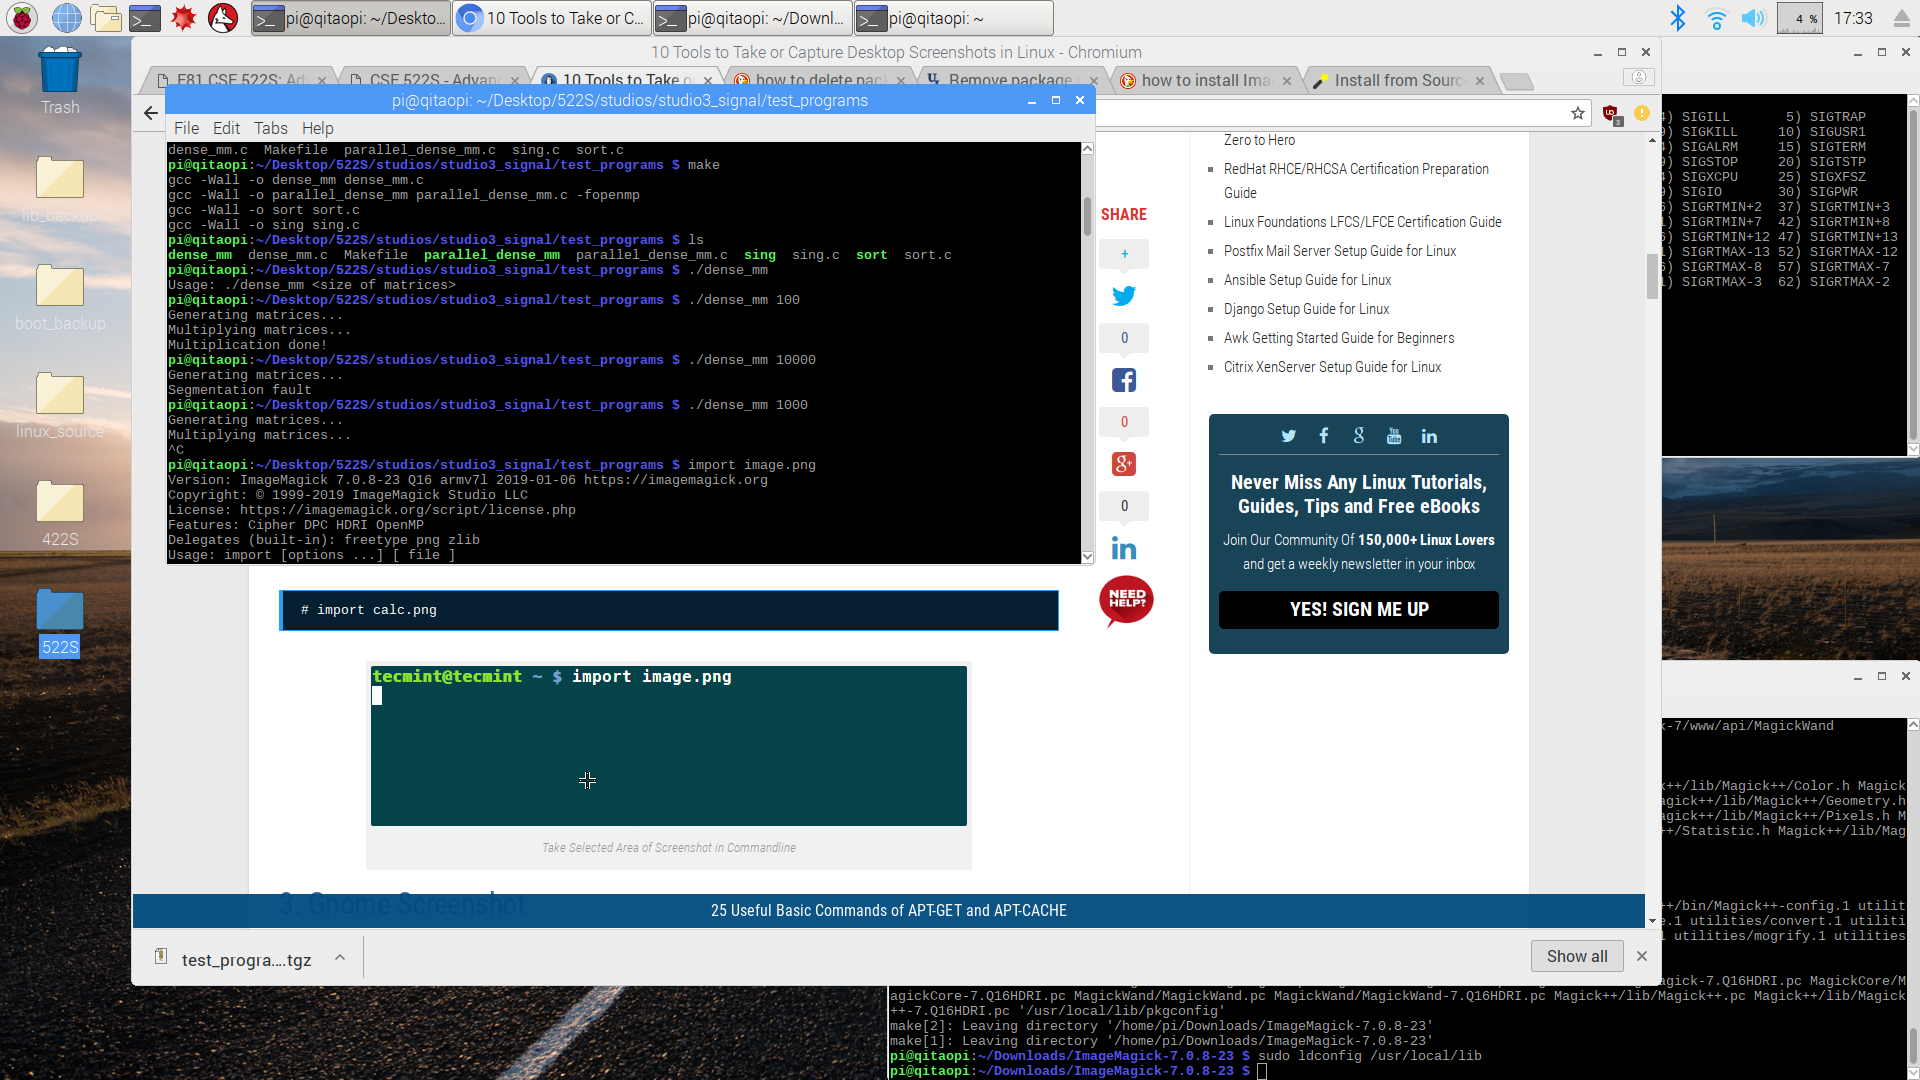 pi@qitaopi: ~/Deskto...
10 Tools to Take or C...
pi@qitaopi: ~/Downl...
pi@qitaopi: ~
4 %
17:33
10 Tools to Take or Capture Desktop Screenshots in Linux - Chromium
E81 CSE 522S: Ad
CSE 522S - Advan
10 Tools to Take o
how to delete pac
Remove package
how to install Ima
Install from Sourc
pi@qitaopi: ~/Desktop/522S/studios/studio3_signal/test_programs
File Edit Tabs Help
dense_mm.c Makefile parallel_dense_mm.c sing.c sort.c
pi@qitaopi:~/Desktop/522S/studios/studio3_signal/test_programs $ make
gcc -Wall -o dense_mm dense_mm.c
gcc -Wall -o parallel_dense_mm parallel_dense_mm.c -fopenmp
gcc -Wall -o sort sort.c
gcc -Wall -o sing sing.c
pi@qitaopi:~/Desktop/522S/studios/studio3_signal/test_programs $ ls
dense_mm dense_mm.c Makefile parallel_dense_mm parallel_dense_mm.c sing sing.c sort sort.c
pi@qitaopi:~/Desktop/522S/studios/studio3_signal/test_programs $ ./dense_mm
Usage: ./dense_mm <size of matrices>
pi@qitaopi:~/Desktop/522S/studios/studio3_signal/test_programs $ ./dense_mm 100
Generating matrices...
Multiplying matrices...
Multiplication done!
pi@qitaopi:~/Desktop/522S/studios/studio3_signal/test_programs $ ./dense_mm 10000
Generating matrices...
Segmentation fault
pi@qitaopi:~/Desktop/522S/studios/studio3_signal/test_programs $ ./dense_mm 1000
Generating matrices...
Multiplying matrices...
^C
pi@qitaopi:~/Desktop/522S/studios/studio3_signal/test_programs $ import image.png
Version: ImageMagick 7.0.8-23 Q16 armv7l 2019-01-06 https://imagemagick.org
Copyright: © 1999-2019 ImageMagick Studio LLC
License: https://imagemagick.org/script/license.php
Features: Cipher DPC HDRI OpenMP
Delegates (built-in): freetype png zlib
Usage: import [options ...] [ file ]
Trash
lib_backup
boot_backup
linux_source
422S
522S
# import calc.png
tecmint@tecmint ~ $ import image.png
Take Selected Area of Screenshot in Commandline
3. Gnome Screenshot
25 Useful Basic Commands of APT-GET and APT-CACHE
SHARE
+
0
0
0
NEED HELP?
Zero to Hero
RedHat RHCE/RHCSA Certification Preparation
Guide
Linux Foundations LFCS/LFCE Certification Guide
Postfix Mail Server Setup Guide for Linux
Ansible Setup Guide for Linux
Django Setup Guide for Linux
Awk Getting Started Guide for Beginners
Citrix XenServer Setup Guide for Linux
Never Miss Any Linux Tutorials,
Guides, Tips and Free eBooks
Join Our Community Of 150,000+ Linux Lovers
and get a weekly newsletter in your inbox
YES! SIGN ME UP
test_progra....tgz
Show all
) SIGILL 5) SIGTRAP
) SIGKILL 10) SIGUSR1
) SIGALRM 15) SIGTERM
) SIGSTOP 20) SIGTSTP
) SIGXCPU 25) SIGXFSZ
) SIGIO 30) SIGPWR
) SIGRTMIN+2 37) SIGRTMIN+3
) SIGRTMIN+7 42) SIGRTMIN+8
) SIGRTMIN+12 47) SIGRTMIN+13
) SIGRTMAX-13 52) SIGRTMAX-12
) SIGRTMAX-8 57) SIGRTMAX-7
) SIGRTMAX-3 62) SIGRTMAX-2
-7/www/api/MagickWand
++/lib/Magick++/Color.h Magick
agick++/lib/Magick++/Geometry.h
agick++/lib/Magick++/Pixels.h M
+/Statistic.h Magick++/lib/Mag
++/bin/Magick++-config.1 utilit
e.1 utilities/convert.1 utiliti
1 utilities/mogrify.1 utilities
agick-7.Q16HDRI.pc MagickCore/M
agickCore-7.Q16HDRI.pc MagickWand/MagickWand.pc MagickWand/MagickWand-7.Q16HDRI.pc Magick++/lib/Magick++.pc Magick++/lib/Magick
++-7.Q16HDRI.pc '/usr/local/lib/pkgconfig'
make[2]: Leaving directory '/home/pi/Downloads/ImageMagick-7.0.8-23'
make[1]: Leaving directory '/home/pi/Downloads/ImageMagick-7.0.8-23'
pi@qitaopi:~/Downloads/ImageMagick-7.0.8-23 $ sudo ldconfig /usr/local/lib
pi@qitaopi:~/Downloads/ImageMagick-7.0.8-23 $